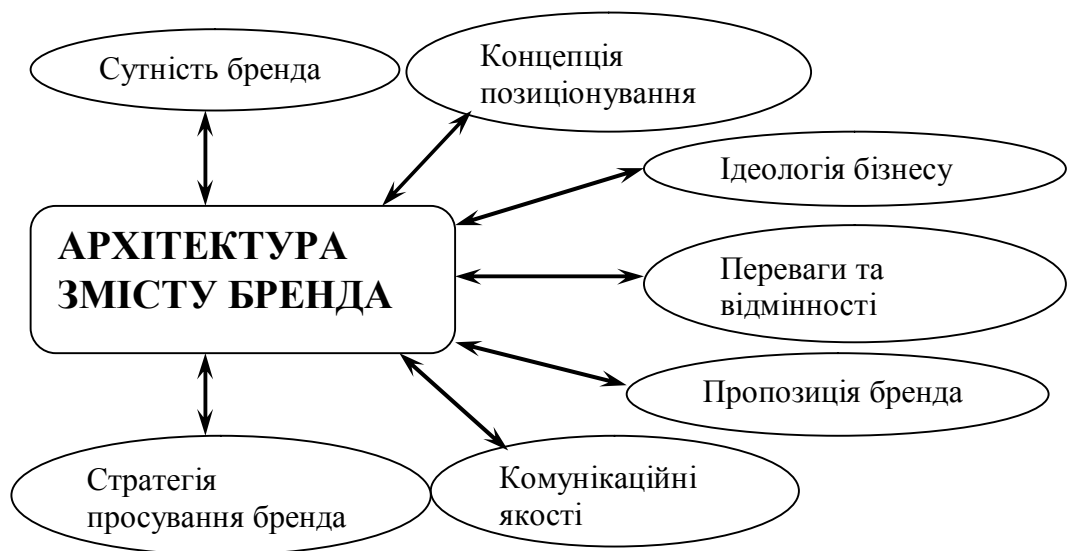 Сутність бренда
Концепція
позиціонування
Ідеологія бізнесу
АРХІТЕКТУРА
ЗМІСТУ БРЕНДА
Переваги та
відмінності
Пропозиція бренда
Комунікаційні
якості
Стратегія
просування бренда